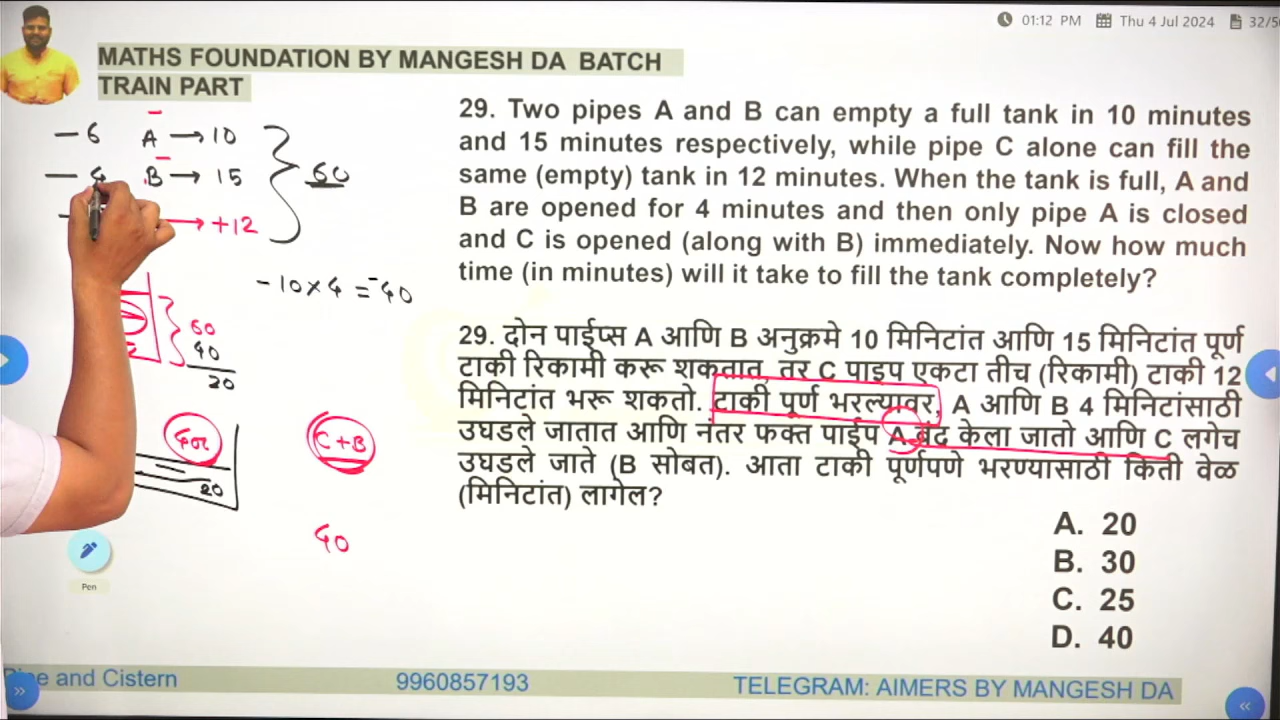 01:12 PM Thu 4 Jul 2024 32/5
MATHS FOUNDATION BY MANGESH DA BATCH
TRAIN PART
— 6 A → 10
— 4 B → 15
→ +12
60
-10 × 4 = -40
60
40
20
40L
20
C+B
40
29. Two pipes A and B can empty a full tank in 10 minutes
and 15 minutes respectively, while pipe C alone can fill the
same (empty) tank in 12 minutes. When the tank is full, A and
B are opened for 4 minutes and then only pipe A is closed
and C is opened (along with B) immediately. Now how much
time (in minutes) will it take to fill the tank completely?
29. दोन पाईप्स A आणि B अनुक्रमे 10 मिनिटांत आणि 15 मिनिटांत पूर्ण
टाकी रिकामी करू शकतात, तर C पाइप एकटा तीच (रिकामी) टाकी 12
मिनिटांत भरू शकतो. टाकी पूर्ण भरल्यावर, A आणि B 4 मिनिटांसाठी
उघडले जातात आणि नंतर फक्त पाईप A बंद केला जातो आणि C लगेच
उघडले जाते (B सोबत). आता टाकी पूर्णपणे भरण्यासाठी किती वेळ
(मिनिटांत) लागेल?
A. 20
B. 30
C. 25
D. 40
Pen
and Cistern 9960857193 TELEGRAM: AIMERS BY MANGESH DA